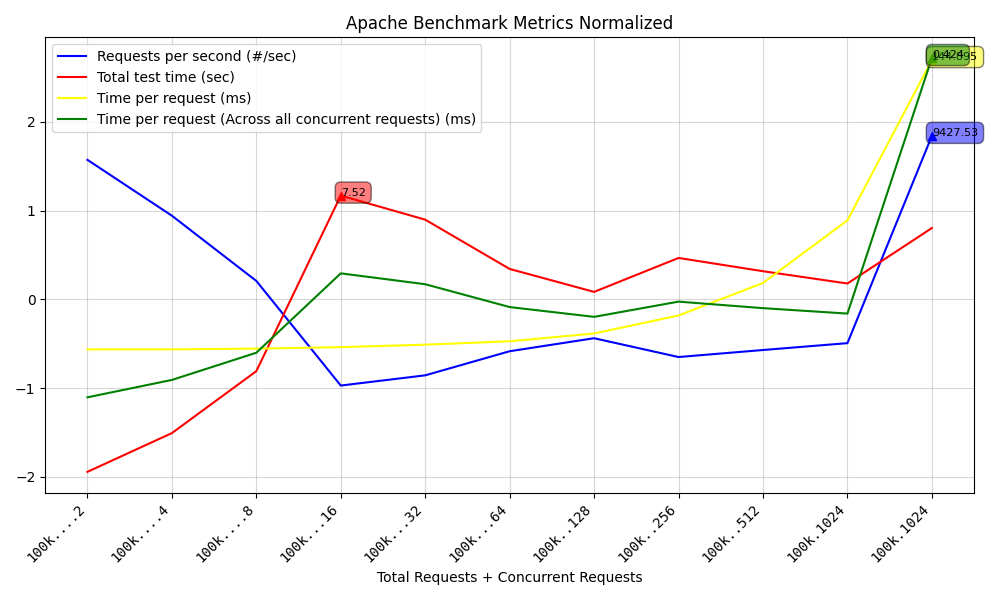 Apache Benchmark Metrics Normalized
Requests per second (#/sec)
Total test time (sec)
Time per request (ms)
Time per request (Across all concurrent requests) (ms)
0.424
9427.53
7.52
2
1
0
−1
−2
100k....2
100k....4
100k....8
100k...16
100k...32
100k...64
100k..128
100k..256
100k..512
100k.1024
100k.1024
Total Requests + Concurrent Requests